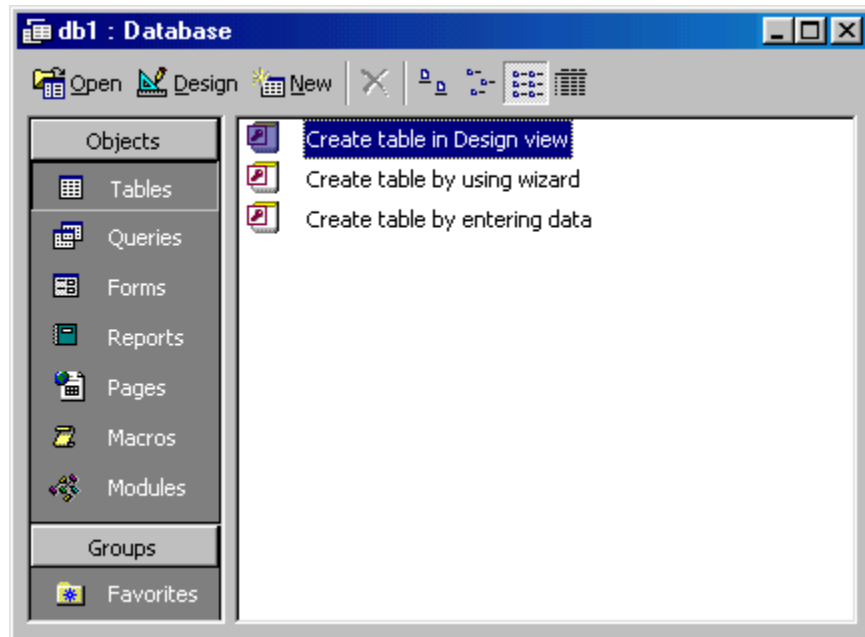 db1 : Database
Open Design New
Objects
Tables
Queries
Forms
Reports
Pages
Macros
Modules
Groups
Favorites
Create table in Design view
Create table by using wizard
Create table by entering data